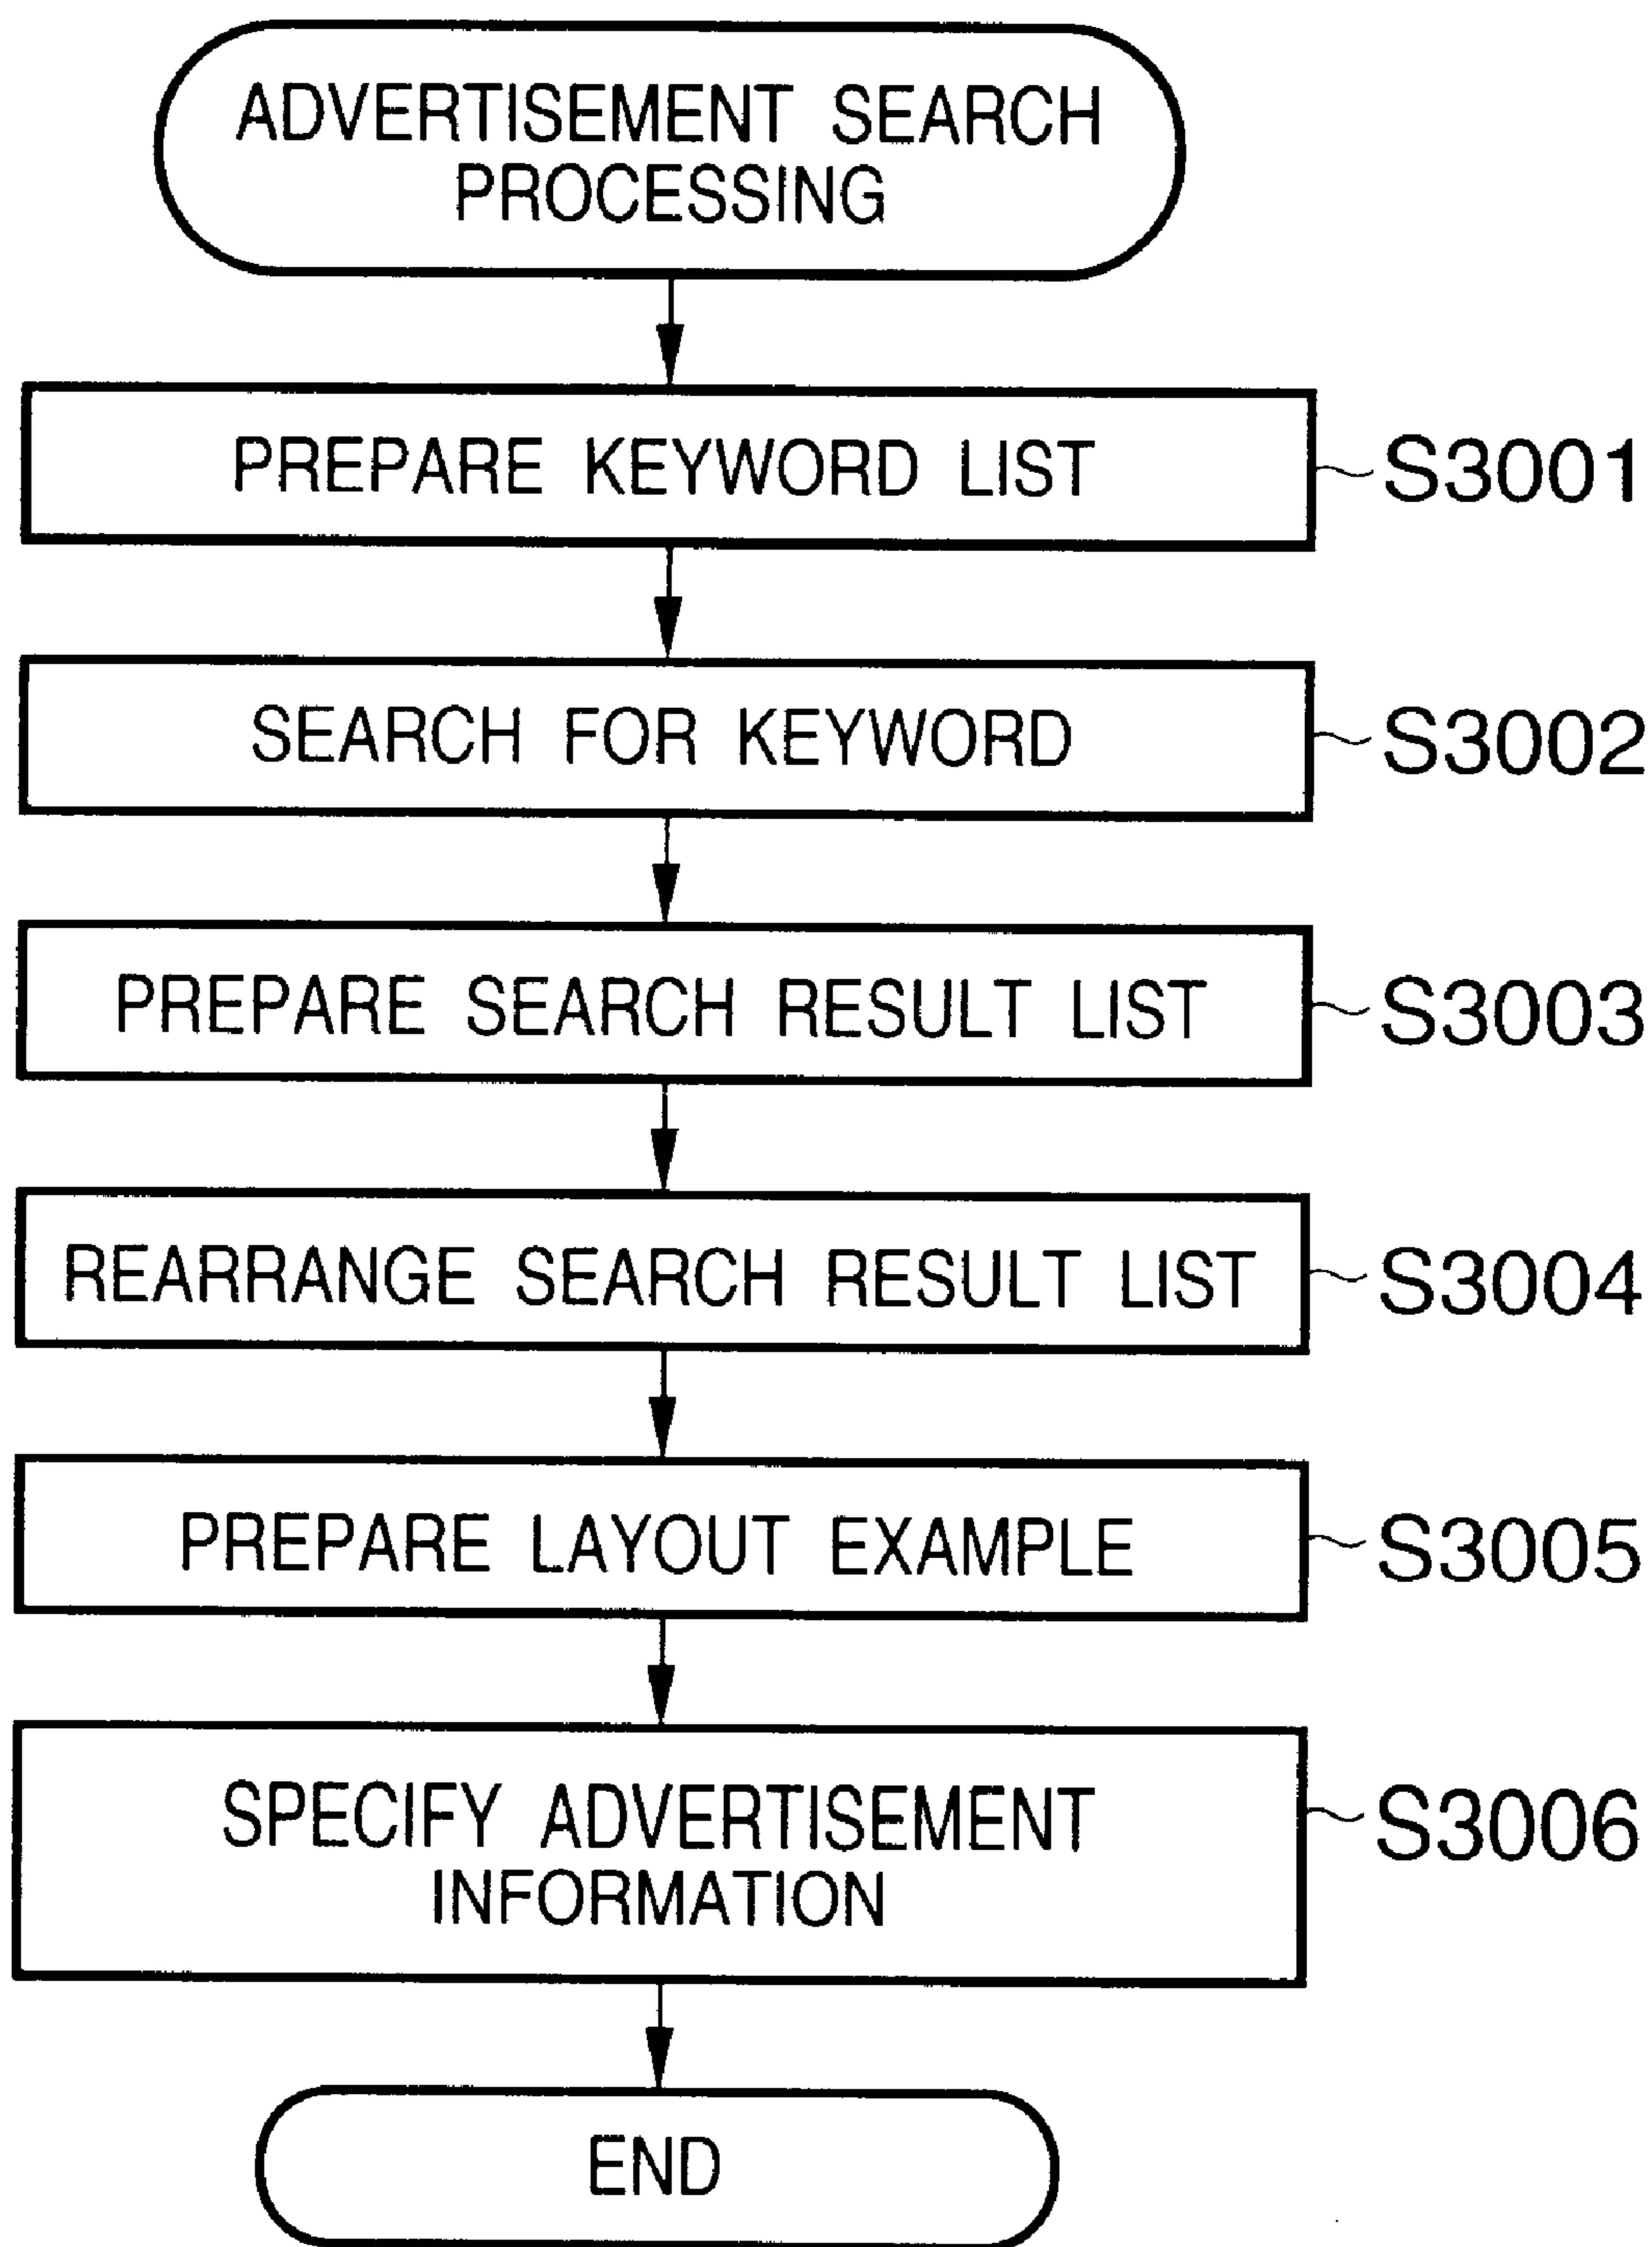 ADVERTISEMENT SEARCH
PROCESSING
PREPARE KEYWORD LIST
S3001
SEARCH FOR KEYWORD
S3002
PREPARE SEARCH RESULT LIST
S3003
REARRANGE SEARCH RESULT LIST
S3004
PREPARE LAYOUT EXAMPLE
S3005
SPECIFY ADVERTISEMENT
INFORMATION
S3006
END